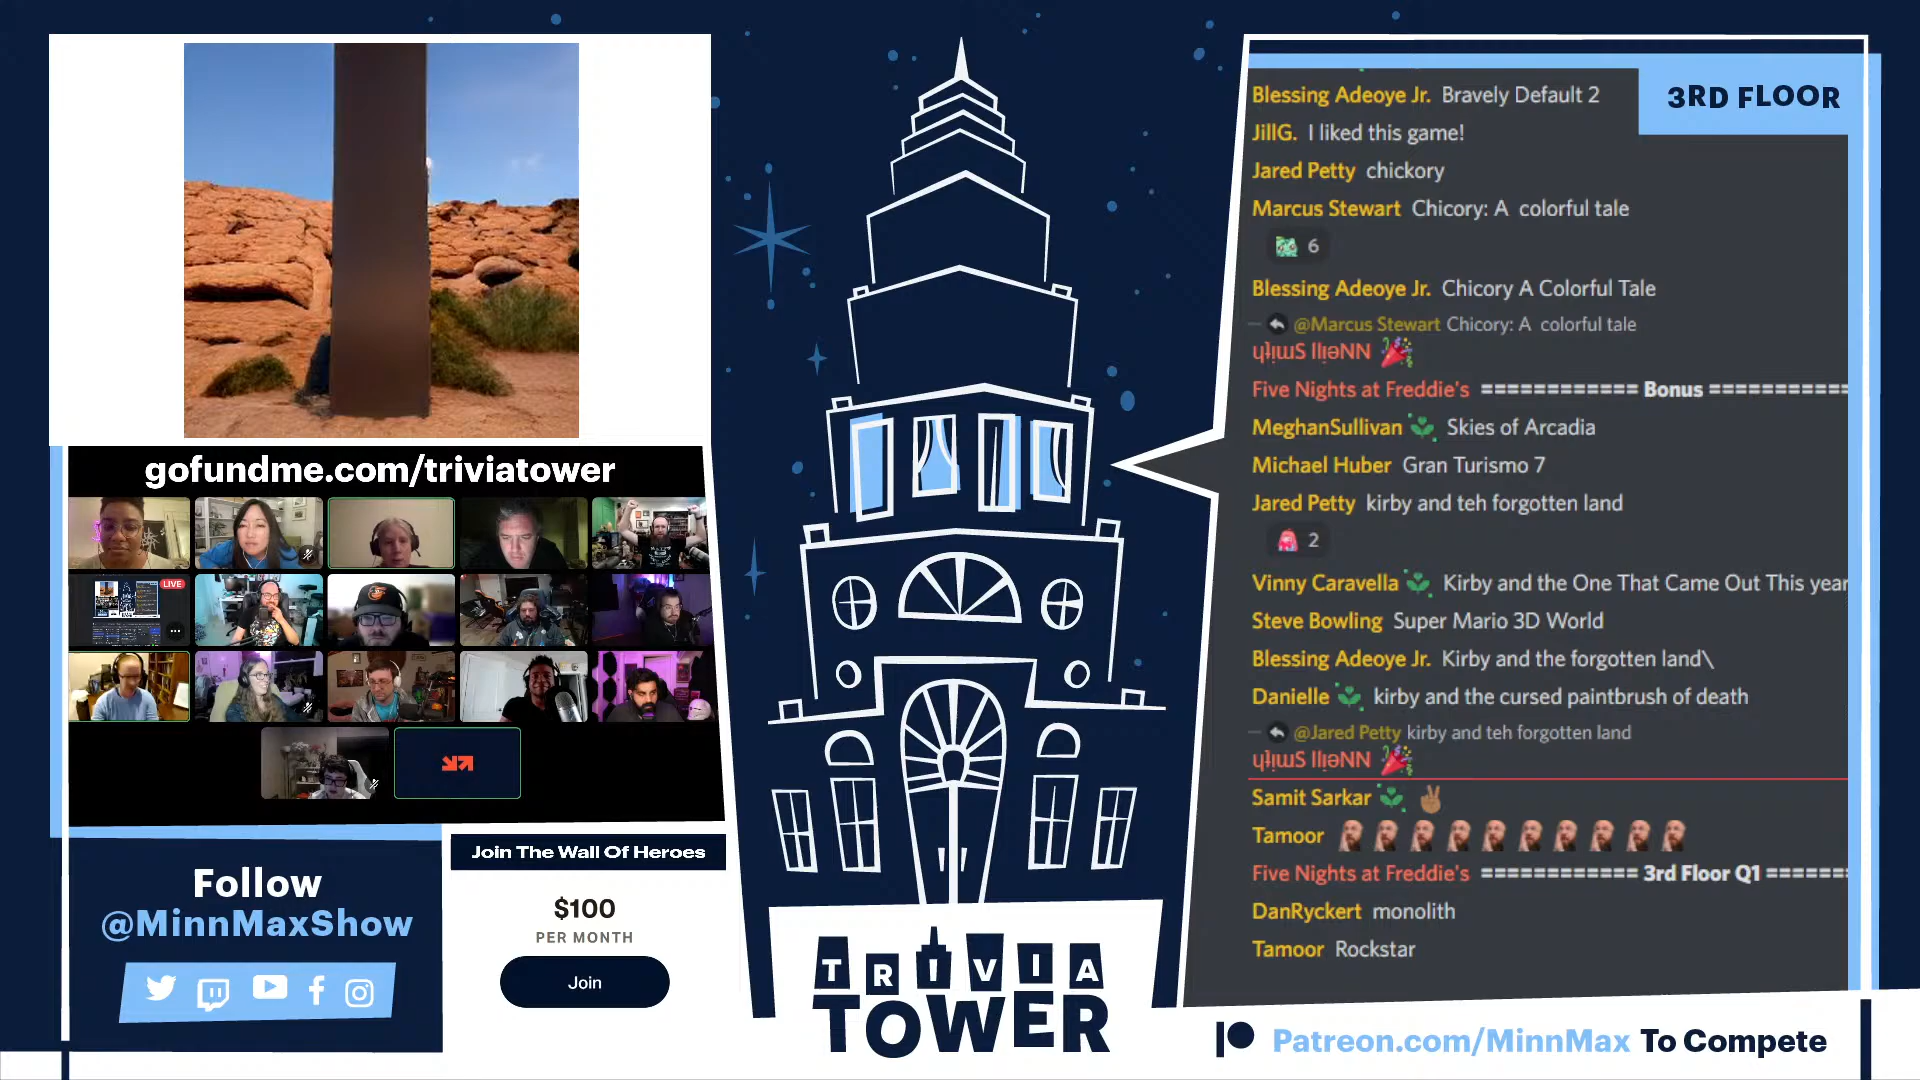 gofundme.com/triviatower
LIVE
Follow
@MinnMaxShow
Join The Wall Of Heroes
$100
PER MONTH
Join
TRIVIA
TOWER
3RD FLOOR
Blessing Adeoye Jr. Bravely Default 2
JillG. I liked this game!
Jared Petty chickory
Marcus Stewart Chicory: A colorful tale
6
Blessing Adeoye Jr. Chicory A Colorful Tale
@Marcus Stewart Chicory: A colorful tale
Five Nights at Freddie's ============ Bonus ============
MeghanSullivan Skies of Arcadia
Michael Huber Gran Turismo 7
Jared Petty kirby and teh forgotten land
2
Vinny Caravella Kirby and the One That Came Out This year
Steve Bowling Super Mario 3D World
Blessing Adeoye Jr. Kirby and the forgotten land\
Danielle kirby and the cursed paintbrush of death
@Jared Petty kirby and teh forgotten land
Samit Sarkar
Tamoor
Five Nights at Freddie's ============ 3rd Floor Q1 =======
DanRyckert monolith
Tamoor Rockstar
Patreon.com/MinnMax To Compete